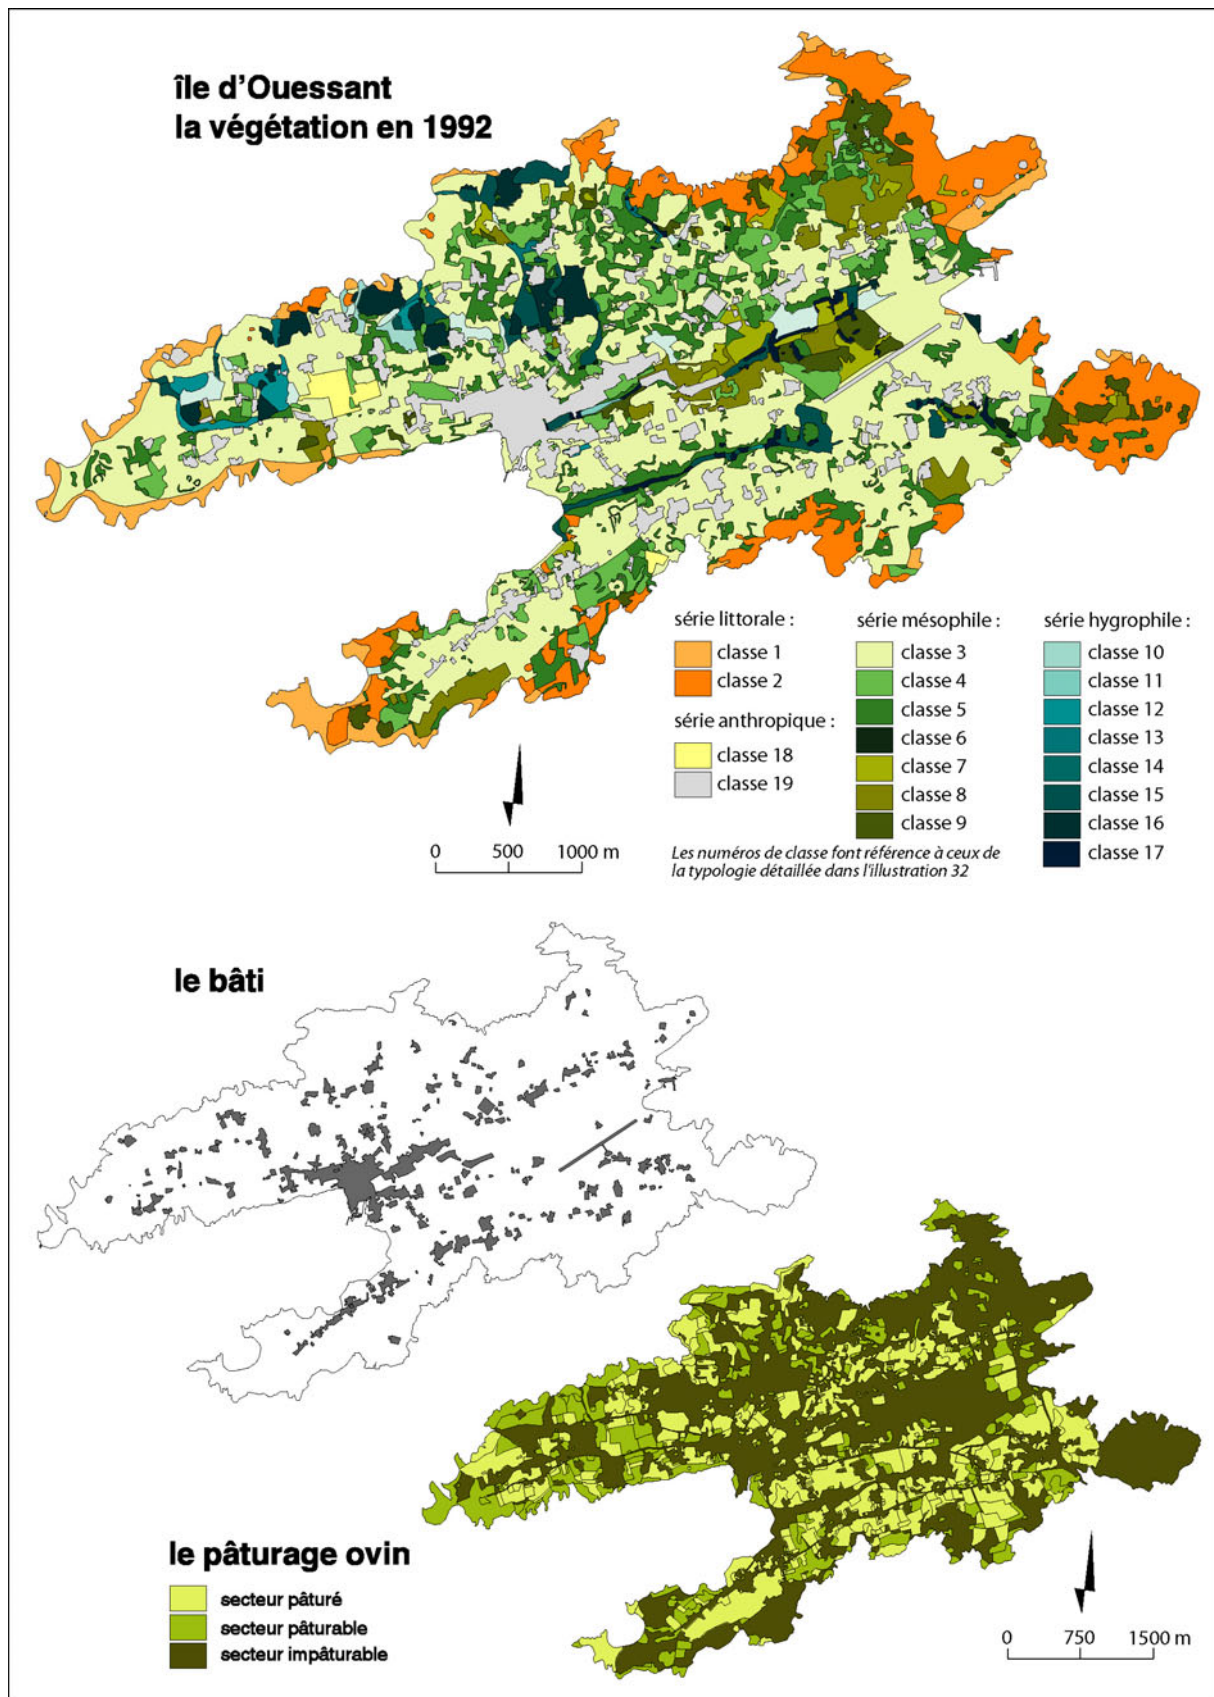 île d'Ouessant
la végétation en 1992
série littorale :
classe 1
classe 2
série anthropique :
classe 18
classe 19
série mésophile :
classe 3
classe 4
classe 5
classe 6
classe 7
classe 8
classe 9
série hygrophile :
classe 10
classe 11
classe 12
classe 13
classe 14
classe 15
classe 16
classe 17
0 500 1000 m
Les numéros de classe font référence à ceux de
la typologie détaillée dans l'illustration 32
le bâti
le pâturage ovin
secteur pâturé
secteur pâturable
secteur impâturable
0 750 1500 m